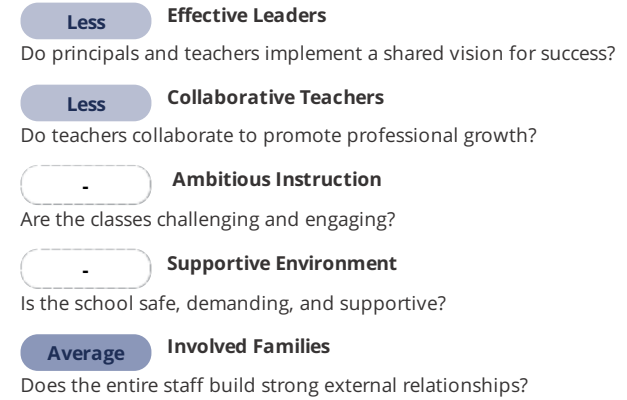 Less Effective Leaders
Do principals and teachers implement a shared vision for success?
Less Collaborative Teachers
Do teachers collaborate to promote professional growth?
- Ambitious Instruction
Are the classes challenging and engaging?
- Supportive Environment
Is the school safe, demanding, and supportive?
Average Involved Families
Does the entire staff build strong external relationships?